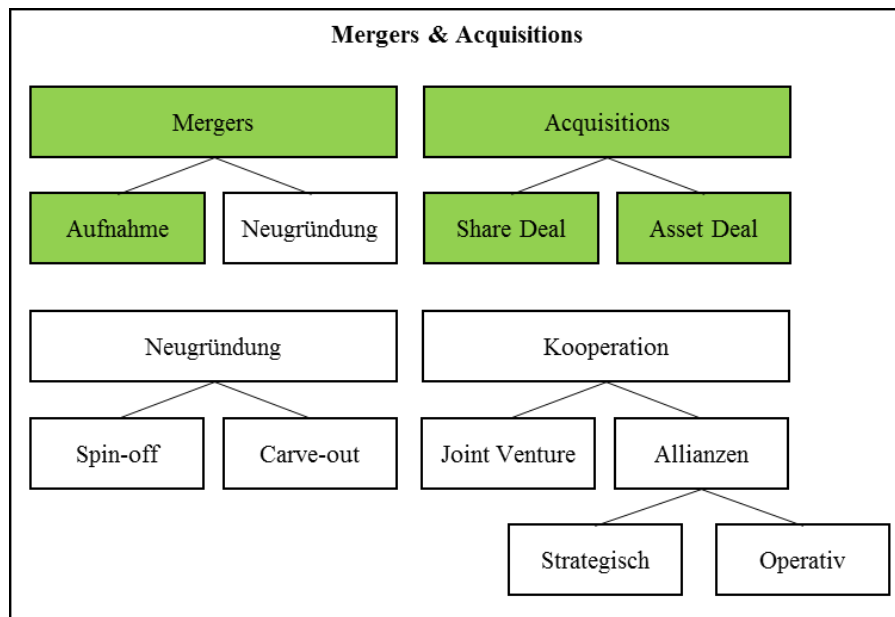 Mergers & Acquisitions
Mergers
Acquisitions
Aufnahme
Neugründung
Share Deal
Asset Deal
Neugründung
Kooperation
Spin-off
Carve-out
Joint Venture
Allianzen
Strategisch
Operativ